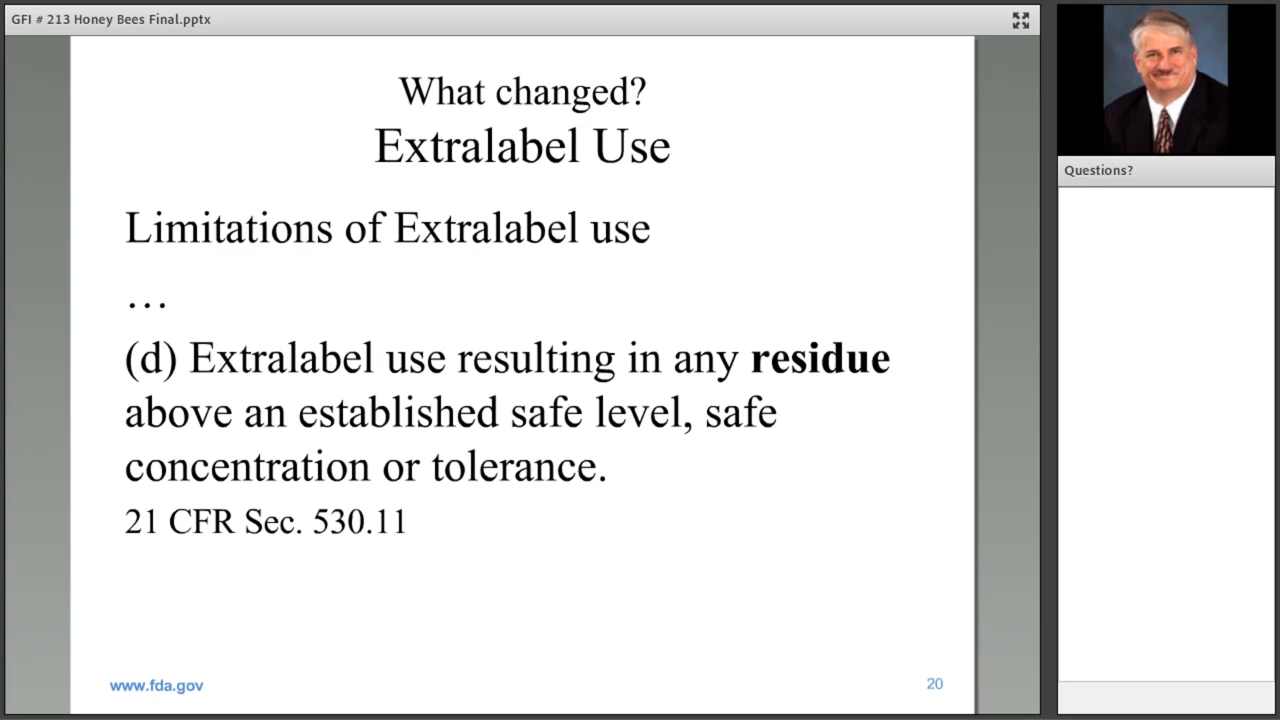 GFI # 213 Honey Bees Final.pptx
What changed?
Extralabel Use
Limitations of Extralabel use
…
(d) Extralabel use resulting in any residue
above an established safe level, safe
concentration or tolerance.
21 CFR Sec. 530.11
www.fda.gov
20
Questions?